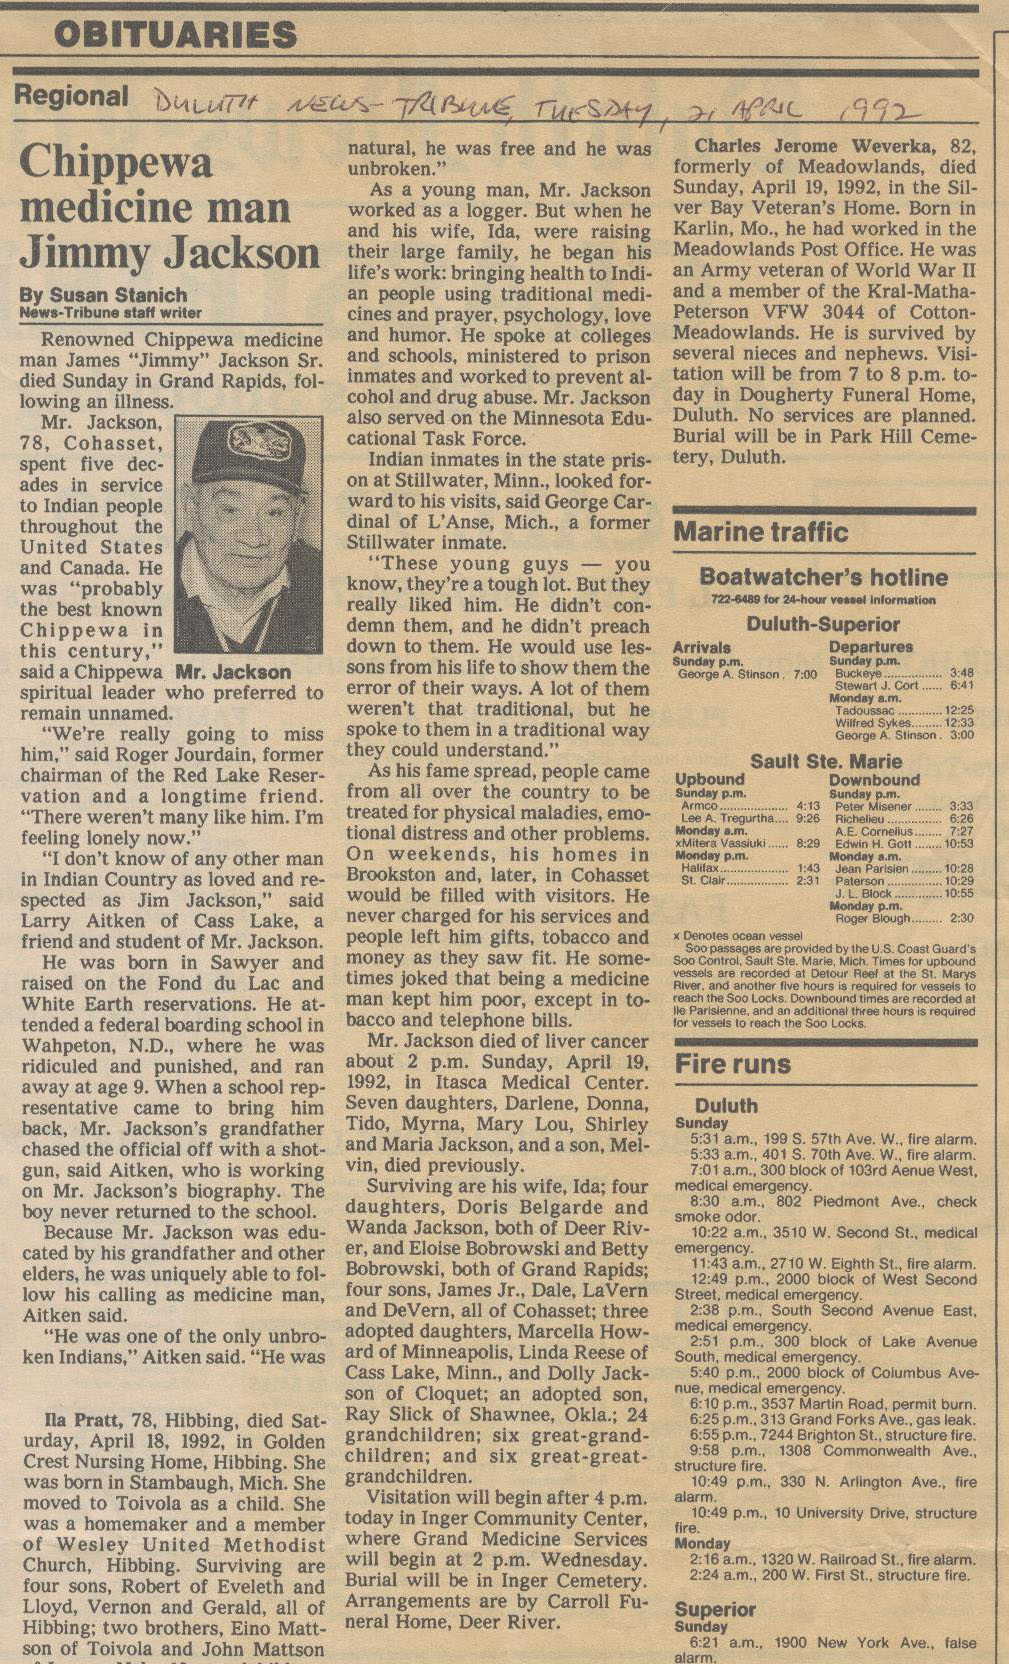 OBITUARIES
Regional DULUTH NEWS-TRIBUNE, TUESDAY, 21 APRIL 1992
Chippewa
medicine man
Jimmy Jackson
By Susan Stanich
News-Tribune staff writer
Renowned Chippewa medicine
man James “Jimmy” Jackson Sr.
died Sunday in Grand Rapids, fol-
lowing an illness.
Mr. Jackson,
78, Cohasset,
spent five dec-
ades in service
to Indian people
throughout the
United States
and Canada. He
was “probably
the best known
Chippewa in
this century,”
said a Chippewa
Mr. Jackson
spiritual leader who preferred to
remain unnamed.
“We’re really going to miss
him,” said Roger Jourdain, former
chairman of the Red Lake Reser-
vation and a longtime friend.
“There weren’t many like him. I’m
feeling lonely now.”
“I don’t know of any other man
in Indian Country as loved and re-
spected as Jim Jackson,” said
Larry Aitken of Cass Lake, a
friend and student of Mr. Jackson.
He was born in Sawyer and
raised on the Fond du Lac and
White Earth reservations. He at-
tended a federal boarding school in
Wahpeton, N.D., where he was
ridiculed and punished, and ran
away at age 9. When a school rep-
resentative came to bring him
back, Mr. Jackson’s grandfather
chased the official off with a shot-
gun, said Aitken, who is working
on Mr. Jackson’s biography. The
boy never returned to the school.
Because Mr. Jackson was edu-
cated by his grandfather and other
elders, he was uniquely able to fol-
low his calling as medicine man,
Aitken said.
“He was one of the only unbro-
ken Indians,” Aitken said. “He was
natural, he was free and he was
unbroken.”
As a young man, Mr. Jackson
worked as a logger. But when he
and his wife, Ida, were raising
their large family, he began his
life’s work: bringing health to Indi-
an people using traditional medi-
cines and prayer, psychology, love
and humor. He spoke at colleges
and schools, ministered to prison
inmates and worked to prevent al-
cohol and drug abuse. Mr. Jackson
also served on the Minnesota Edu-
cational Task Force.
Indian inmates in the state pris-
on at Stillwater, Minn., looked for-
ward to his visits, said George Car-
dinal of L’Anse, Mich., a former
Stillwater inmate.
“These young guys — you
know, they’re a tough lot. But they
really liked him. He didn’t con-
demn them, and he didn’t preach
down to them. He would use les-
sons from his life to show them the
error of their ways. A lot of them
weren’t that traditional, but he
spoke to them in a traditional way
they could understand.”
As his fame spread, people came
from all over the country to be
treated for physical maladies, emo-
tional distress and other problems.
On weekends, his homes in
Brookston and, later, in Cohasset
would be filled with visitors. He
never charged for his services and
people left him gifts, tobacco and
money as they saw fit. He some-
times joked that being a medicine
man kept him poor, except in to-
bacco and telephone bills.
Mr. Jackson died of liver cancer
about 2 p.m. Sunday, April 19,
1992, in Itasca Medical Center.
Seven daughters, Darlene, Donna,
Tido, Myrna, Mary Lou, Shirley
and Maria Jackson, and a son, Mel-
vin, died previously.
Surviving are his wife, Ida; four
daughters, Doris Belgarde and
Wanda Jackson, both of Deer Riv-
er, and Eloise Bobrowski and Betty
Bobrowski, both of Grand Rapids;
four sons, James Jr., Dale, LaVern
and DeVern, all of Cohasset; three
adopted daughters, Marcella How-
ard of Minneapolis, Linda Reese of
Cass Lake, Minn., and Dolly Jack-
son of Cloquet; an adopted son,
Ray Slick of Shawnee, Okla.; 24
grandchildren; six great-grand-
children; and six great-great-
grandchildren.
Visitation will begin after 4 p.m.
today in Inger Community Center,
where Grand Medicine Services
will begin at 2 p.m. Wednesday.
Burial will be in Inger Cemetery.
Arrangements are by Carroll Fu-
neral Home, Deer River.
Ila Pratt, 78, Hibbing, died Sat-
urday, April 18, 1992, in Golden
Crest Nursing Home, Hibbing. She
was born in Stambaugh, Mich. She
moved to Toivola as a child. She
was a homemaker and a member
of Wesley United Methodist
Church, Hibbing. Surviving are
four sons, Robert of Eveleth and
Lloyd, Vernon and Gerald, all of
Hibbing; two brothers, Eino Matt-
son of Toivola and John Mattson
Charles Jerome Weverka, 82,
formerly of Meadowlands, died
Sunday, April 19, 1992, in the Sil-
ver Bay Veteran’s Home. Born in
Karlin, Mo., he had worked in the
Meadowlands Post Office. He was
an Army veteran of World War II
and a member of the Kral-Matha-
Peterson VFW 3044 of Cotton-
Meadowlands. He is survived by
several nieces and nephews. Visi-
tation will be from 7 to 8 p.m. to-
day in Dougherty Funeral Home,
Duluth. No services are planned.
Burial will be in Park Hill Ceme-
tery, Duluth.
Marine traffic
Boatwatcher’s hotline
722-6489 for 24-hour vessel information
Duluth-Superior
Arrivals
Sunday p.m.
George A. Stinson . 7:00
Departures
Sunday p.m.
Buckeye ................ 3:48
Stewart J. Cort ...... 6:41
Monday a.m.
Tadoussac ............ 12:25
Wilfred Sykes......... 12:33
George A. Stinson . 3:00
Sault Ste. Marie
Upbound
Sunday p.m.
Armco .................... 4:13
Lee A. Tregurtha.... 9:26
Monday a.m.
xMitera Vassiuki ...... 8:29
Monday p.m.
Halifax.................... 1:43
St. Clair.................. 2:31
Downbound
Sunday p.m.
Peter Misener ........ 3:33
Richelieu ............... 6:26
A.E. Cornelius........ 7:27
Edwin H. Gott ........ 10:53
Monday a.m.
Jean Parisien ........ 10:28
Paterson ............... 10:29
J. L. Block .............. 10:55
Monday p.m.
Roger Blough......... 2:30
x Denotes ocean vessel
Soo passages are provided by the U.S. Coast Guard’s
Soo Control, Sault Ste. Marie, Mich. Times for upbound
vessels are recorded at Detour Reef at the St. Marys
River, and another five hours is required for vessels to
reach the Soo Locks. Downbound times are recorded at
Ile Parisienne, and an additional three hours is required
for vessels to reach the Soo Locks.
Fire runs
Duluth
Sunday
5:31 a.m., 199 S. 57th Ave. W., fire alarm.
5:33 a.m., 401 S. 70th Ave. W., fire alarm.
7:01 a.m., 300 block of 103rd Aenue West,
medical emergency.
8:30 a.m., 802 Piedmont Ave., check
smoke odor.
10:22 a.m., 3510 W. Second St., medical
emergency.
11:43 a.m., 2710 W. Eighth St., fire alarm.
12:49 p.m., 2000 block of West Second
Street, medical emergency.
2:38 p.m., South Second Avenue East,
medical emergency.
2:51 p.m., 300 block of Lake Avenue
South, medical emergency.
5:40 p.m., 2000 block of Columbus Ave-
nue, medical emergency.
6:10 p.m., 3537 Martin Road, permit burn.
6:25 p.m., 313 Grand Forks Ave., gas leak.
6:55 p.m., 7244 Brighton St., structure fire.
9:58 p.m., 1308 Commonwealth Ave.,
structure fire.
10:49 p.m., 330 N. Arlington Ave., fire
alarm.
10:49 p.m., 10 University Drive, structure
fire.
Monday
2:16 a.m., 1320 W. Railroad St., fire alarm.
2:24 a.m., 200 W. First St., structure fire.
Superior
Sunday
6:21 a.m., 1900 New York Ave., false
alarm.